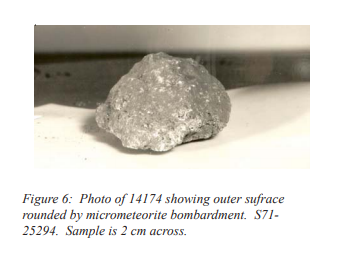 Figure 6:  Photo of 14174 showing outer sufrace
rounded by micrometeorite bombardment.  S71-
25294.  Sample is 2 cm across.